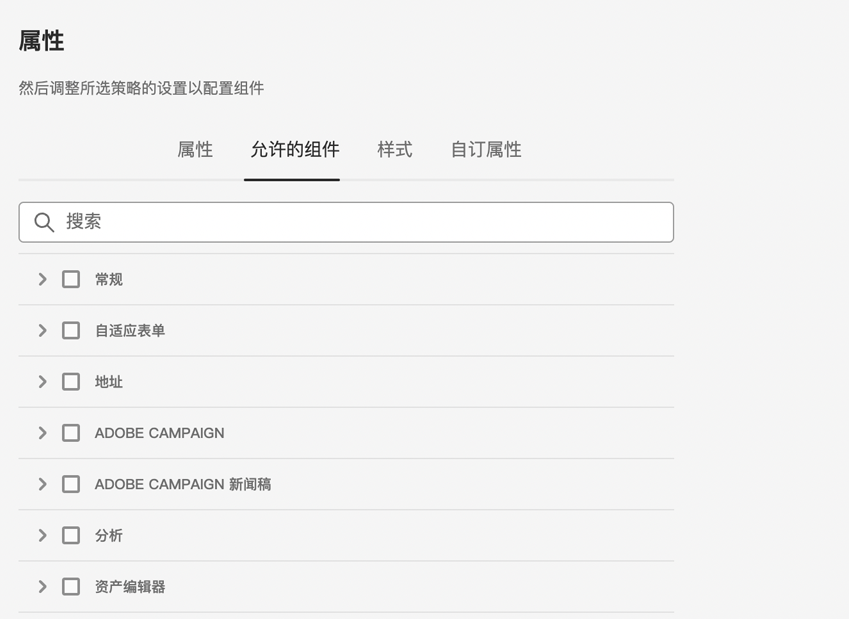 属性
然后调整所选策略的设置以配置组件
属性 允许的组件 样式 自订属性
搜索
常规
自适应表单
地址
ADOBE CAMPAIGN
ADOBE CAMPAIGN 新闻稿
分析
资产编辑器